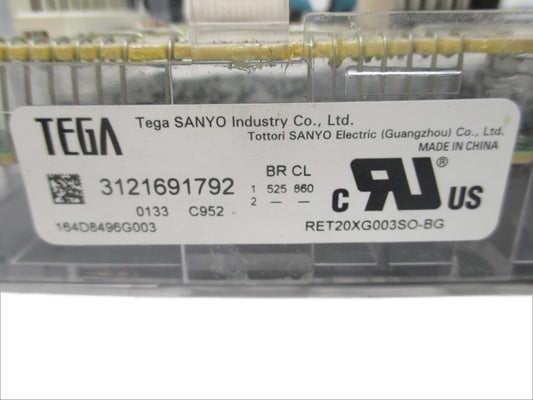 TEGA Tega SANYO Industry Co., Ltd.
Tottori SANYO Electric (Guangzhou) Co., Ltd.
MADE IN CHINA
BR CL
3121691792 1 525 860
2 — —
0133 C952
164D8496G003
C RU ® US
RET20XG003SO-BG